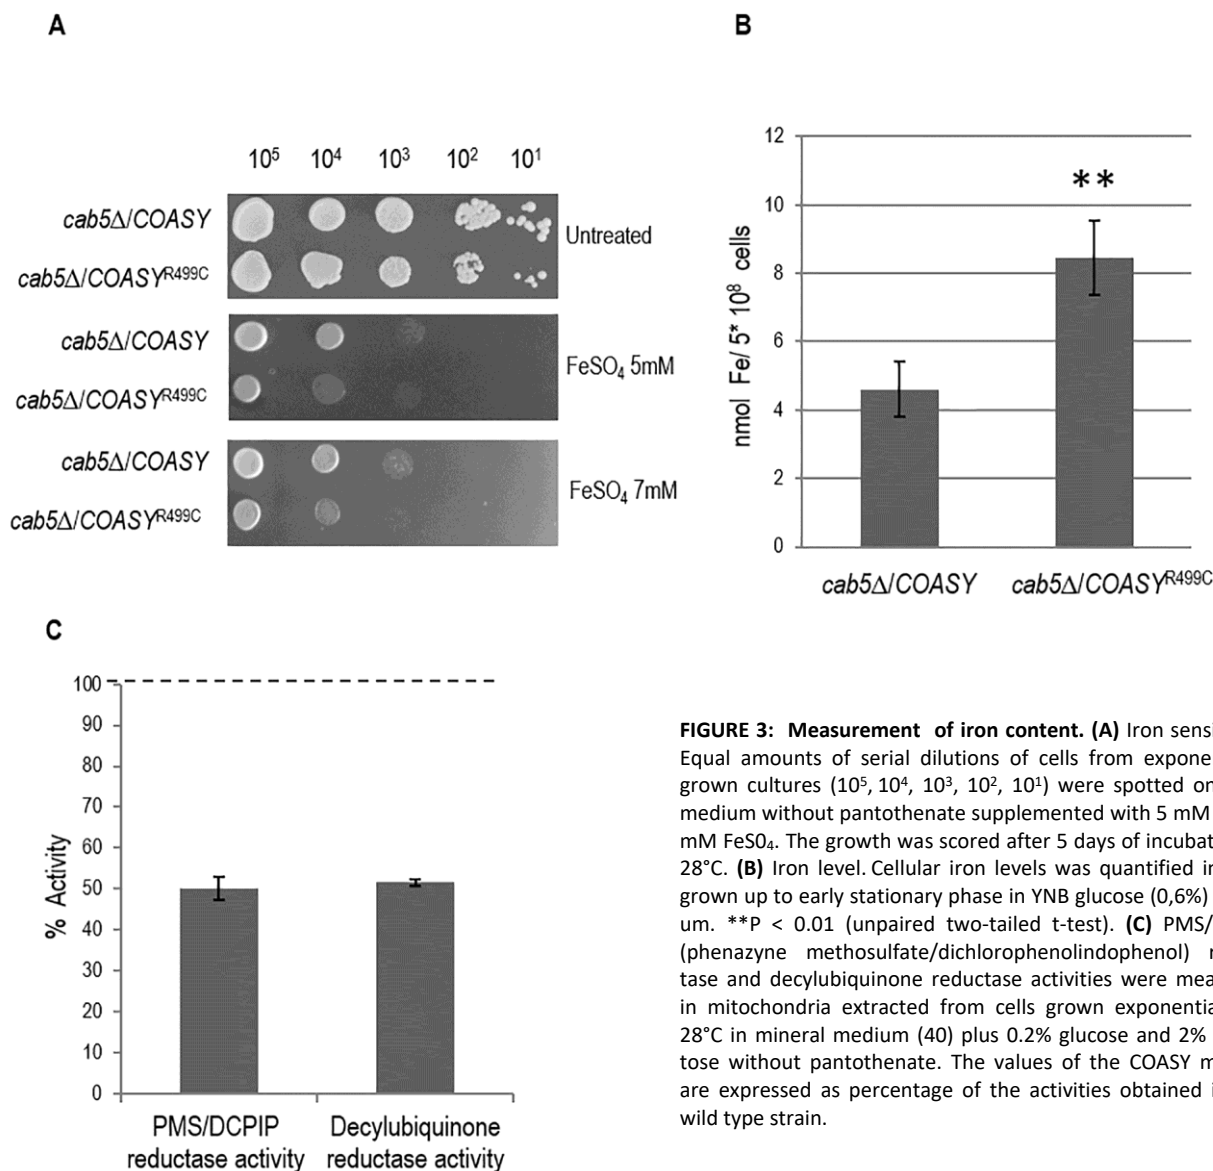 A
10⁵ 10⁴ 10³ 10² 10¹
cab5Δ/COASY
cab5Δ/COASYᴿ⁴⁹⁹ᶜ
Untreated
cab5Δ/COASY
cab5Δ/COASYᴿ⁴⁹⁹ᶜ
FeSO₄ 5mM
cab5Δ/COASY
cab5Δ/COASYᴿ⁴⁹⁹ᶜ
FeSO₄ 7mM
B
nmol Fe/ 5* 10⁸ cells
12
10
8
6
4
2
0
**
cab5Δ/COASY cab5Δ/COASYᴿ⁴⁹⁹ᶜ
C
% Activity
100
90
80
70
60
50
40
30
20
10
0
PMS/DCPIP Decylubiquinone
reductase activity reductase activity
FIGURE 3: Measurement of iron content. (A) Iron sensi
Equal amounts of serial dilutions of cells from expone
grown cultures (10⁵, 10⁴, 10³, 10², 10¹) were spotted on
medium without pantothenate supplemented with 5 mM
mM FeS0₄. The growth was scored after 5 days of incubat
28°C. (B) Iron level. Cellular iron levels was quantified i
grown up to early stationary phase in YNB glucose (0,6%)
um. **P < 0.01 (unpaired two-tailed t-test). (C) PMS/
(phenazyne methosulfate/dichlorophenolindophenol) r
tase and decylubiquinone reductase activities were mea
in mitochondria extracted from cells grown exponentia
28°C in mineral medium (40) plus 0.2% glucose and 2%
tose without pantothenate. The values of the COASY m
are expressed as percentage of the activities obtained i
wild type strain.